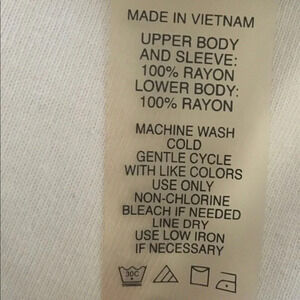 MADE IN VIETNAM
UPPER BODY
AND SLEEVE:
100% RAYON
LOWER BODY:
100% RAYON
MACHINE WASH
COLD
GENTLE CYCLE
WITH LIKE COLORS
USE ONLY
NON-CHLORINE
BLEACH IF NEEDED
LINE DRY
USE LOW IRON
IF NECESSARY
30C